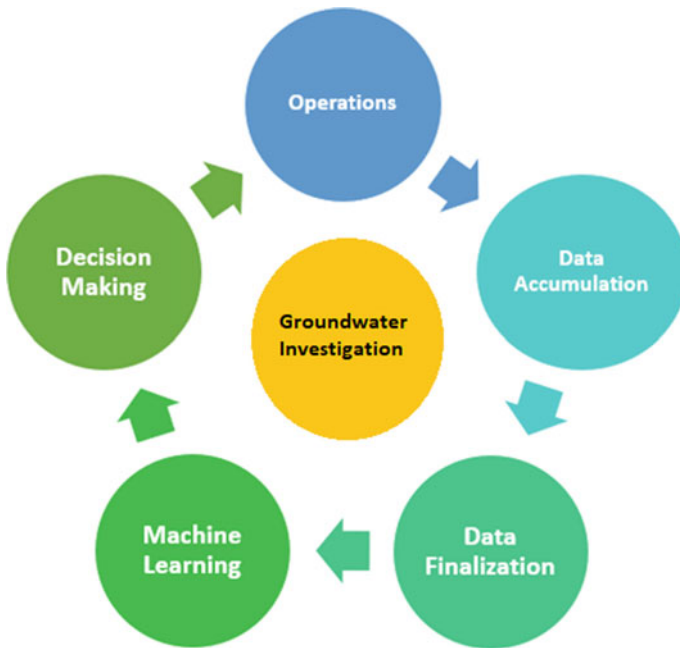 Operations
Data
Accumulation
Data
Finalization
Machine
Learning
Decision
Making
Groundwater
Investigation